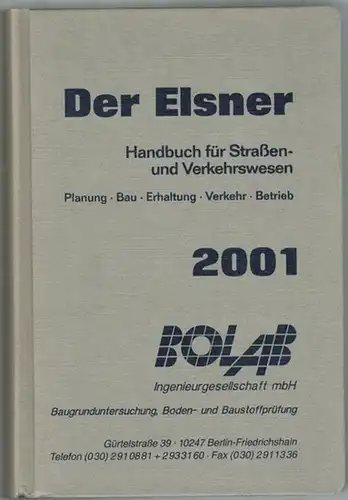 Der Elsner
Handbuch für Straßen-
und Verkehrswesen
Planung · Bau · Erhaltung · Verkehr · Betrieb
2001
BOLAB
Ingenieurgesellschaft mbH
Baugrunduntersuchung, Boden- und Baustoffprüfung
Gürtelstraße 39 · 10247 Berlin-Friedrichshain
Telefon (030) 2910881 + 2933160 · Fax (030) 2911336